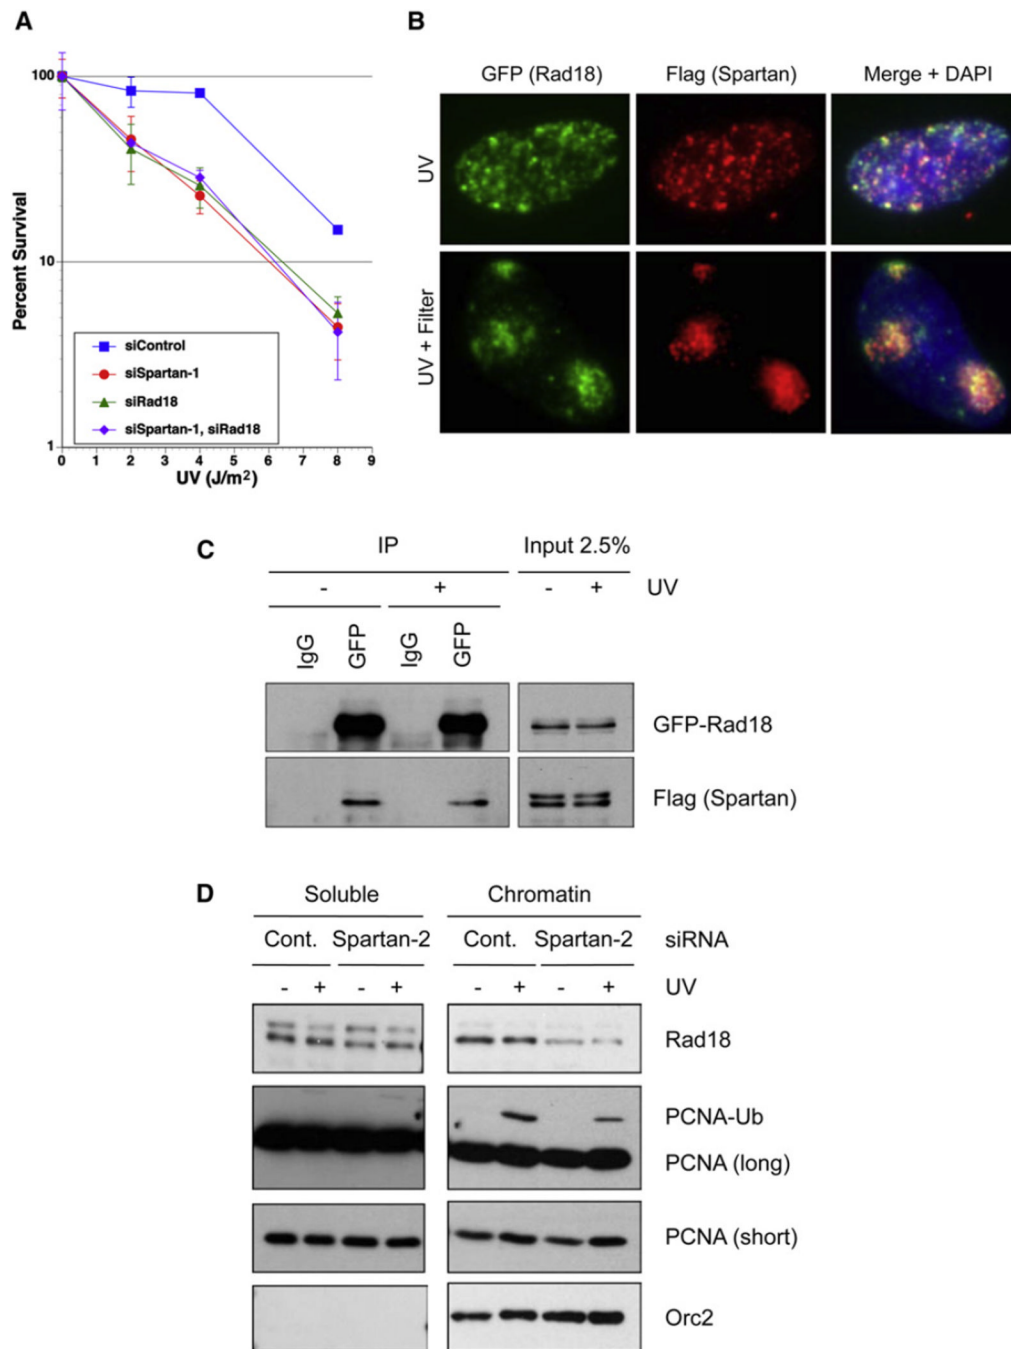 A
100
10
1
Percent Survival
siControl
siSpartan-1
siRad18
siSpartan-1, siRad18
0 1 2 3 4 5 6 7 8 9
UV (J/m²)
B
GFP (Rad18) Flag (Spartan) Merge + DAPI
UV
UV + Filter
C
IP Input 2.5%
- + - + UV
IgG GFP IgG GFP
GFP-Rad18
Flag (Spartan)
D
Soluble Chromatin
Cont. Spartan-2 Cont. Spartan-2 siRNA
- + - + - + - + UV
Rad18
PCNA-Ub
PCNA (long)
PCNA (short)
Orc2